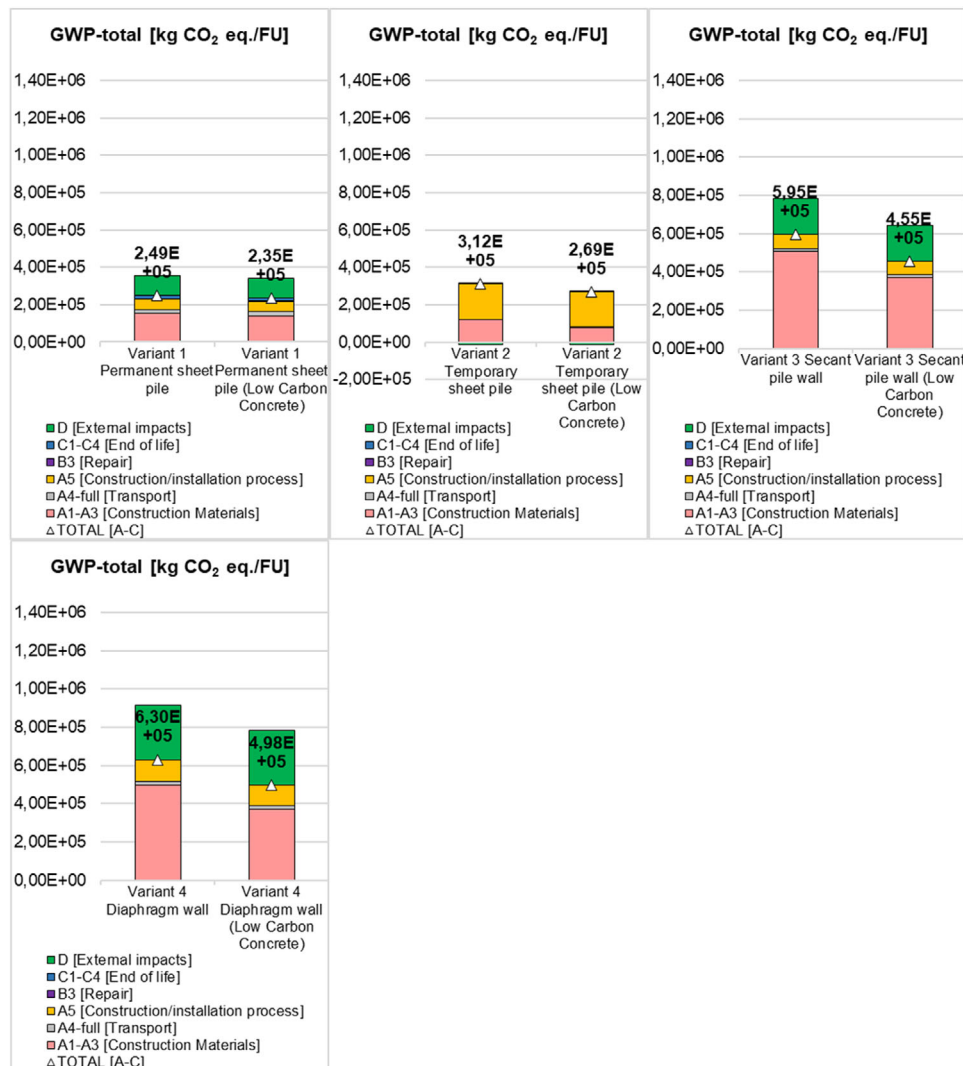 GWP-total [kg CO₂ eq./FU]
1,40E+06
1,20E+06
1,00E+06
8,00E+05
6,00E+05
4,00E+05
2,00E+05
0,00E+00
2,49E
+05
2,35E
+05
Variant 1
Permanent sheet
pile
Variant 1
Permanent sheet
pile (Low Carbon
Concrete)
D [External impacts]
C1-C4 [End of life]
B3 [Repair]
A5 [Construction/installation process]
A4-full [Transport]
A1-A3 [Construction Materials]
TOTAL [A-C]
GWP-total [kg CO₂ eq./FU]
1,40E+06
1,20E+06
1,00E+06
8,00E+05
6,00E+05
4,00E+05
2,00E+05
0,00E+00
-2,00E+05
3,12E
+05
2,69E
+05
Variant 2
Temporary
sheet pile
Variant 2
Temporary
sheet pile (Low
Carbon
Concrete)
D [External impacts]
C1-C4 [End of life]
B3 [Repair]
A5 [Construction/installation process]
A4-full [Transport]
A1-A3 [Construction Materials]
TOTAL [A-C]
GWP-total [kg CO₂ eq./FU]
1,40E+06
1,20E+06
1,00E+06
8,00E+05
6,00E+05
4,00E+05
2,00E+05
0,00E+00
5,95E
+05
4,55E
+05
Variant 3 Secant
pile wall
Variant 3 Secant
pile wall (Low
Carbon
Concrete)
D [External impacts]
C1-C4 [End of life]
B3 [Repair]
A5 [Construction/installation process]
A4-full [Transport]
A1-A3 [Construction Materials]
TOTAL [A-C]
GWP-total [kg CO₂ eq./FU]
1,40E+06
1,20E+06
1,00E+06
8,00E+05
6,00E+05
4,00E+05
2,00E+05
0,00E+00
6,30E
+05
4,98E
+05
Variant 4
Diaphragm wall
Variant 4
Diaphragm wall
(Low Carbon
Concrete)
D [External impacts]
C1-C4 [End of life]
B3 [Repair]
A5 [Construction/installation process]
A4-full [Transport]
A1-A3 [Construction Materials]
TOTAL [A-C]